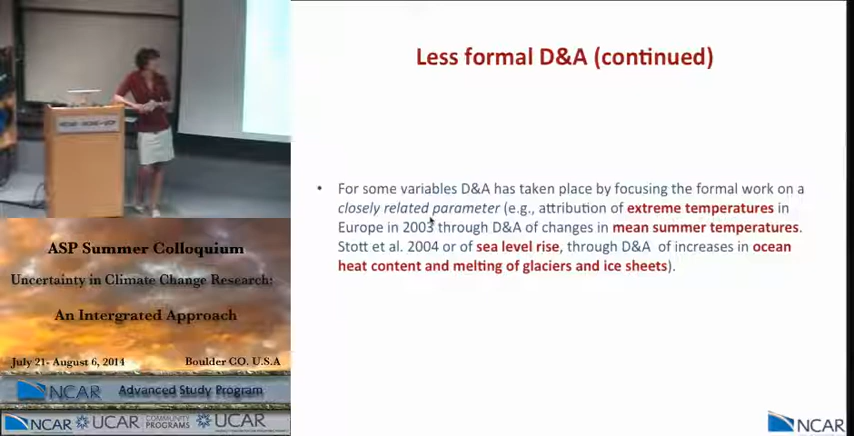 Less formal D&A (continued)
• For some variables D&A has taken place by focusing the formal work on a
closely related parameter (e.g., attribution of extreme temperatures in
Europe in 2003 through D&A of changes in mean summer temperatures.
Stott et al. 2004 or of sea level rise, through D&A of increases in ocean
heat content and melting of glaciers and ice sheets).
NCAR
ASP Summer Colloquium
Uncertainty in Climate Change Research:
An Intergrated Approach
July 21- August 6, 2014 Boulder CO. U.S.A
NCAR Advanced Study Program
NCAR UCAR COMMUNITY PROGRAMS UCAR